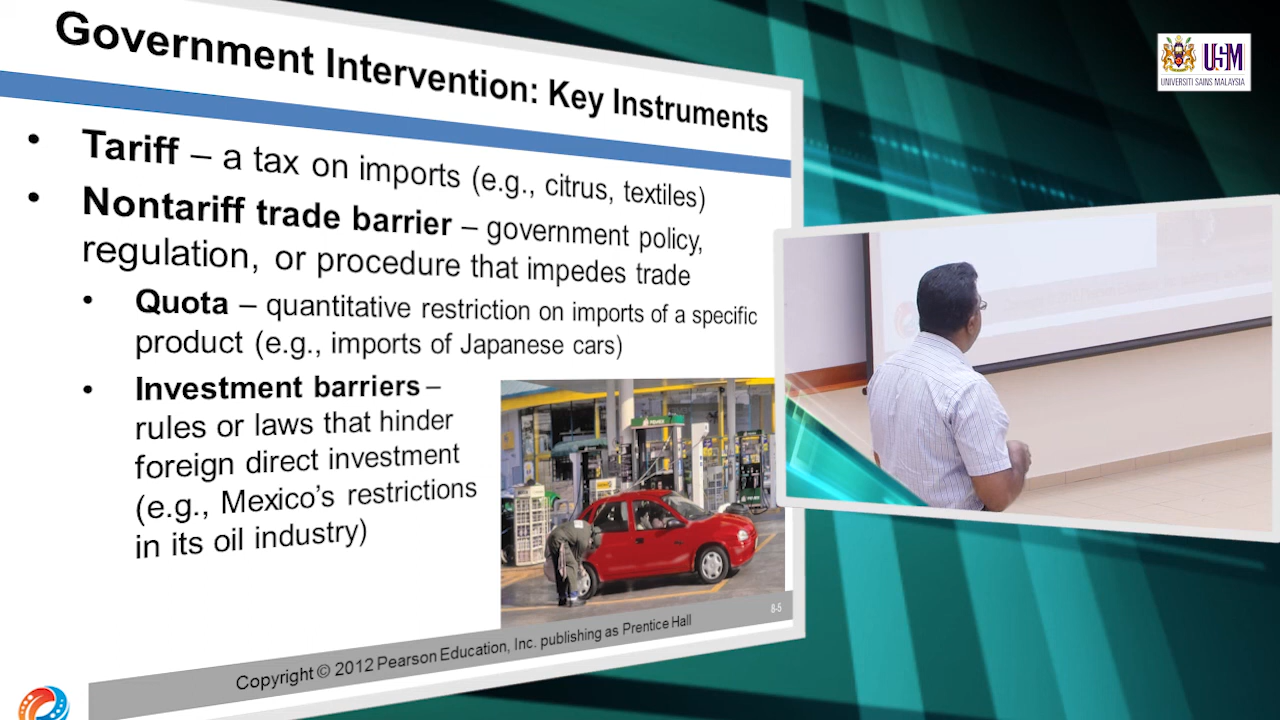 Government Intervention: Key Instruments
• Tariff – a tax on imports (e.g., citrus, textiles)
• Nontariff trade barrier – government policy,
regulation, or procedure that impedes trade
• Quota – quantitative restriction on imports of a specific
product (e.g., imports of Japanese cars)
• Investment barriers –
rules or laws that hinder
foreign direct investment
(e.g., Mexico's restrictions
in its oil industry)
8-5
Copyright © 2012 Pearson Education, Inc. publishing as Prentice Hall
USM
UNIVERSITI SAINS MALAYSIA